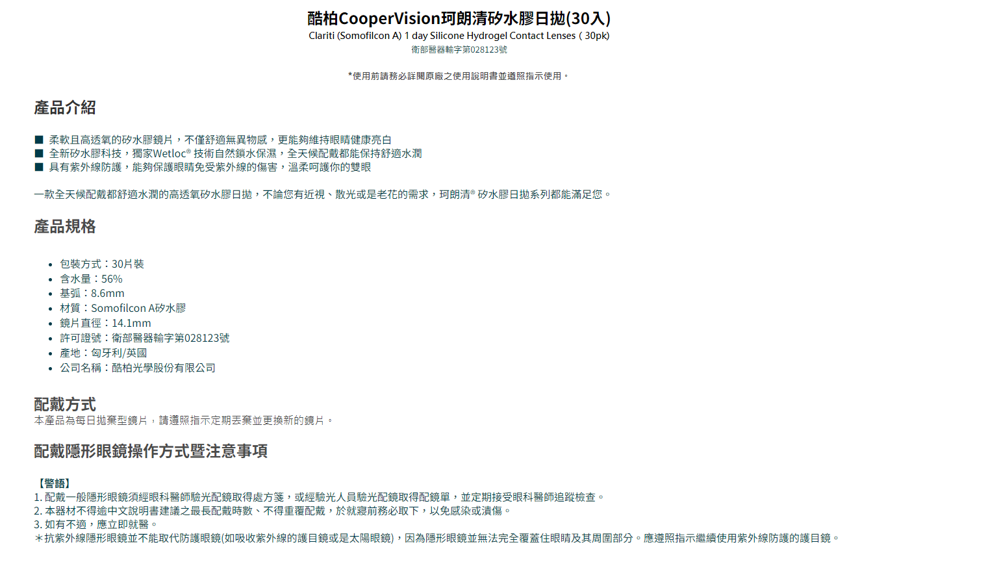 酷柏CooperVision珂朗清矽水膠日拋(30入)
Clariti (Somofilcon A) 1 day Silicone Hydrogel Contact Lenses ( 30pk)
衛部醫器輸字第028123號
*使用前請務必詳閱原廠之使用說明書並遵照指示使用。
產品介紹
■ 柔軟且高透氧的矽水膠鏡片，不僅舒適無異物感，更能夠維持眼睛健康亮白
■ 全新矽水膠科技，獨家Wetloc® 技術自然鎖水保濕，全天候配戴都能保持舒適水潤
■ 具有紫外線防護，能夠保護眼睛免受紫外線的傷害，溫柔呵護你的雙眼
一款全天候配戴都舒適水潤的高透氧矽水膠日拋，不論您有近視、散光或是老花的需求，珂朗清® 矽水膠日拋系列都能滿足您。
產品規格
• 包裝方式：30片裝
• 含水量：56%
• 基弧：8.6mm
• 材質：Somofilcon A矽水膠
• 鏡片直徑：14.1mm
• 許可證號：衛部醫器輸字第028123號
• 產地：匈牙利/英國
• 公司名稱：酷柏光學股份有限公司
配戴方式
本產品為每日拋棄型鏡片，請遵照指示定期丟棄並更換新的鏡片。
配戴隱形眼鏡操作方式暨注意事項
【警語】
1. 配戴一般隱形眼鏡須經眼科醫師驗光配鏡取得處方箋，或經驗光人員驗光配鏡取得配鏡單，並定期接受眼科醫師追蹤檢查。
2. 本器材不得逾中文說明書建議之最長配戴時數、不得重覆配戴，於就寢前務必取下，以免感染或潰傷。
3. 如有不適，應立即就醫。
＊抗紫外線隱形眼鏡並不能取代防護眼鏡(如吸收紫外線的護目鏡或是太陽眼鏡)，因為隱形眼鏡並無法完全覆蓋住眼睛及其周圍部分。應遵照指示繼續使用紫外線防護的護目鏡。